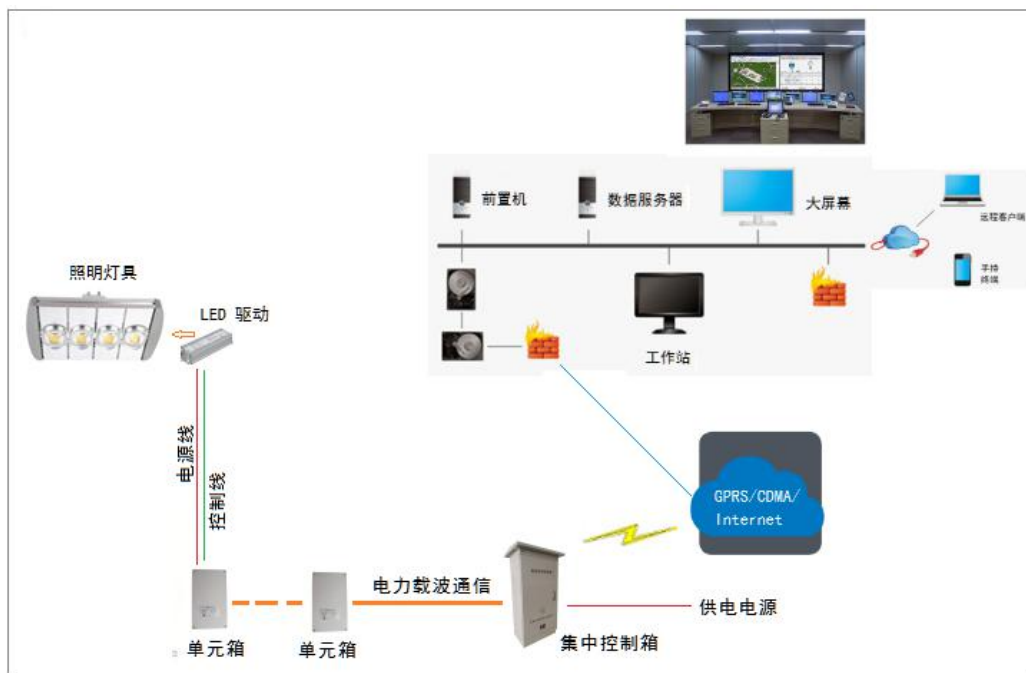 前置机
数据服务器
大屏幕
远程客户端
手持
终端
工作站
照明灯具
LED 驱动
电源线
控制线
GPRS/CDMA/
Internet
电力载波通信
供电电源
单元箱
单元箱
集中控制箱